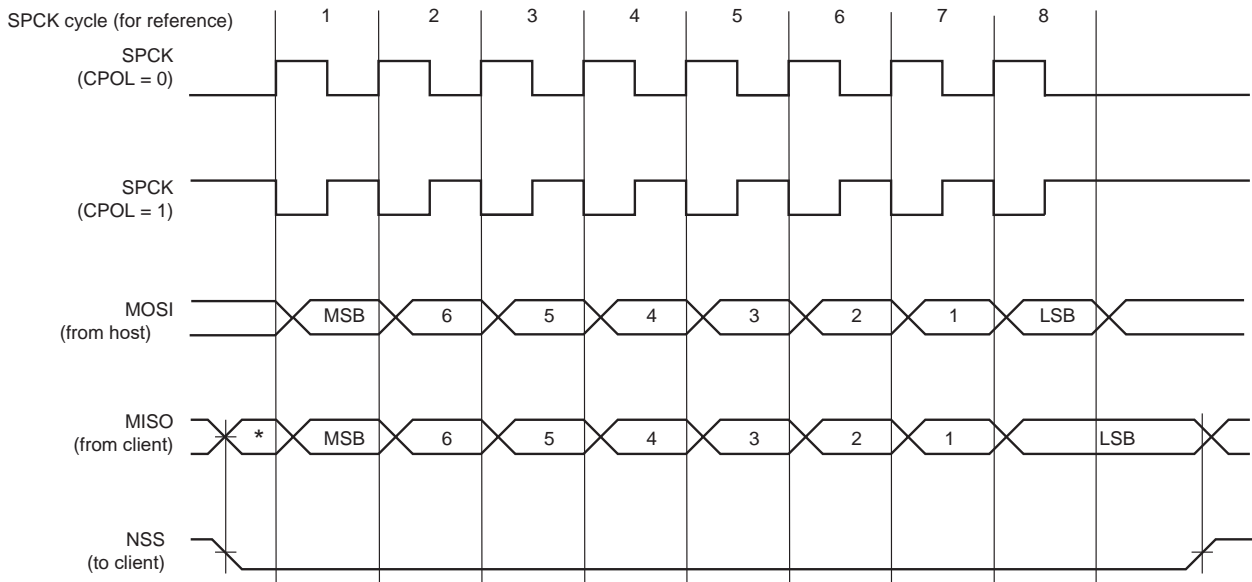 SPCK cycle (for reference)
1 2 3 4 5 6 7 8
SPCK
(CPOL = 0)
SPCK
(CPOL = 1)
MOSI
(from host)
MSB 6 5 4 3 2 1 LSB
MISO
(from client)
* MSB 6 5 4 3 2 1 LSB
NSS
(to client)